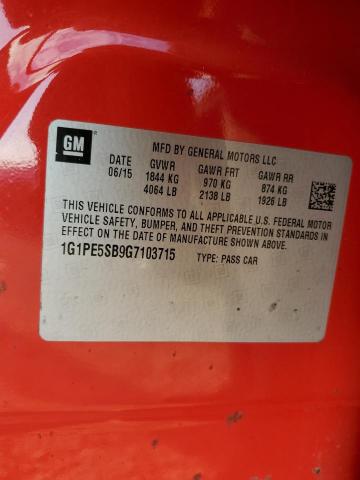 GM
MFD BY GENERAL MOTORS LLC
DATE GVWR GAWR FRT GAWR RR
06/15 1844 KG 970 KG 874 KG
4064 LB 2138 LB 1926 LB
THIS VEHICLE CONFORMS TO ALL APPLICABLE U.S. FEDERAL MOTOR
VEHICLE SAFETY, BUMPER, AND THEFT PREVENTION STANDARDS IN
EFFECT ON THE DATE OF MANUFACTURE SHOWN ABOVE.
1G1PE5SB9G7103715 TYPE: PASS CAR